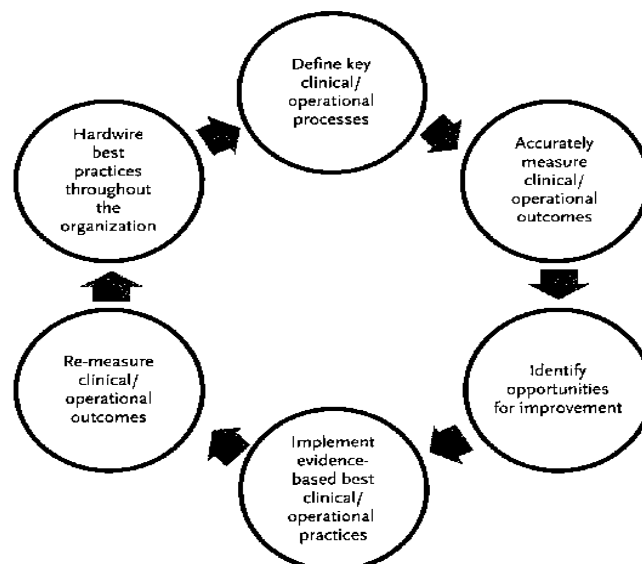 Define key
clinical/
operational
processes
Accurately
measure clinical/
operational
outcomes
Identify
opportunities
for improvement
Implement
evidence-
based best
clinical/
operational
practices
Re-measure
clinical/
operational
outcomes
Hardwire
best
practices
throughout
the
organization